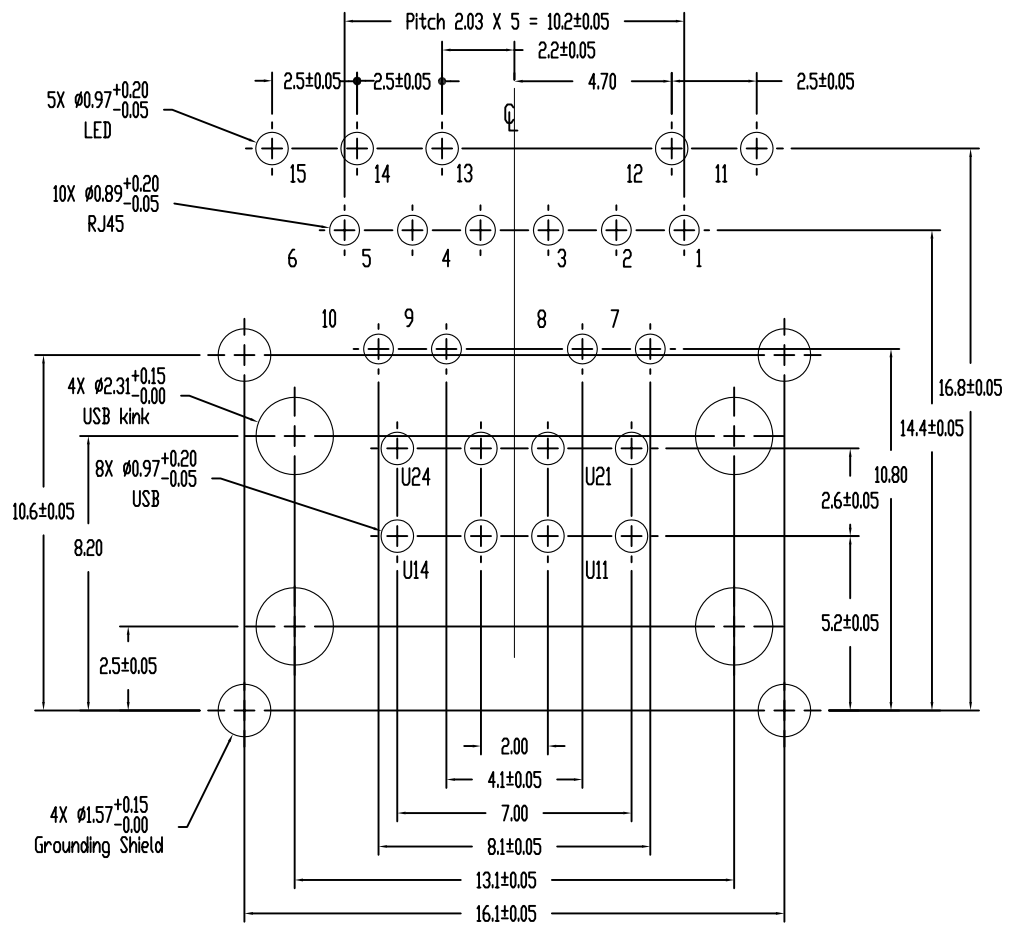 Pitch 2.03 X 5 = 10.2±0.05
2.2±0.05
2.5±0.05 2.5±0.05 4.70 2.5±0.05
5X ø0.97+0.20 -0.05
LED
℄
15 14 13 12 11
10X ø0.89+0.20 -0.05
RJ45
6 5 4 3 2 1
10 9 8 7
4X ø2.31+0.15 -0.00
USB kink
16.8±0.05
14.4±0.05
8X ø0.97+0.20 -0.05
USB
U24 U21
10.80
2.6±0.05
10.6±0.05
8.20
U14 U11
5.2±0.05
2.5±0.05
2.00
4.1±0.05
7.00
8.1±0.05
13.1±0.05
16.1±0.05
4X ø1.57+0.15 -0.00
Grounding Shield